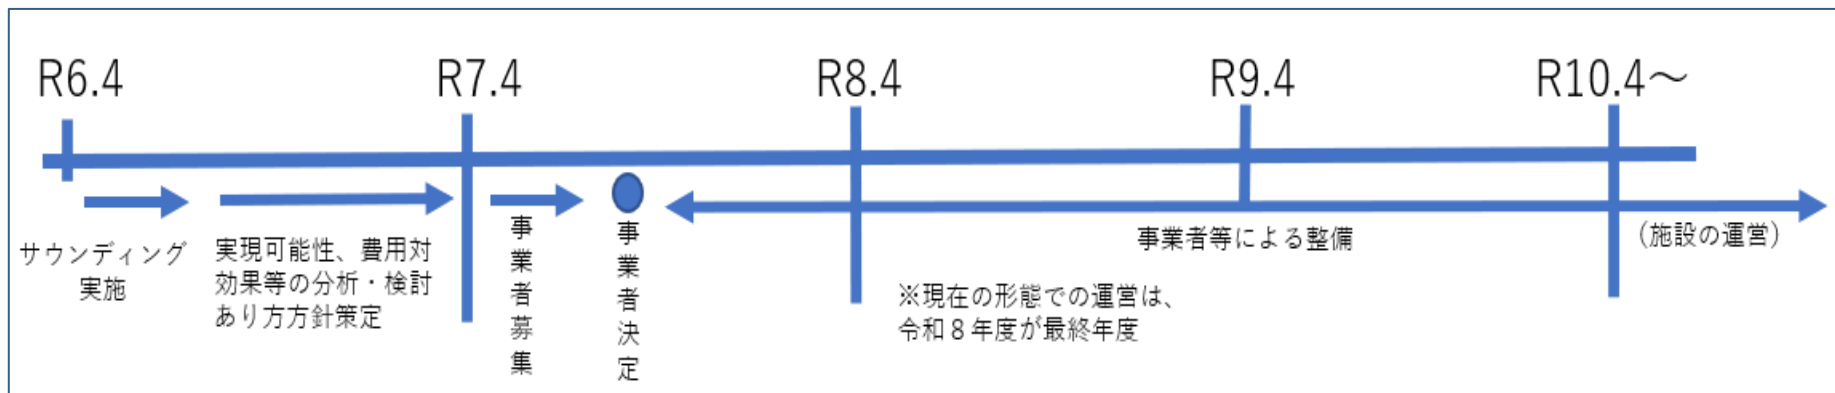 R6.4
R7.4
R8.4
R9.4
R10.4～
サウンディング
実施
実現可能性、費用対
効果等の分析・検討
あり方方針策定
事業者募集
事業者決定
事業者等による整備
（施設の運営）
※現在の形態での運営は、
令和８年度が最終年度